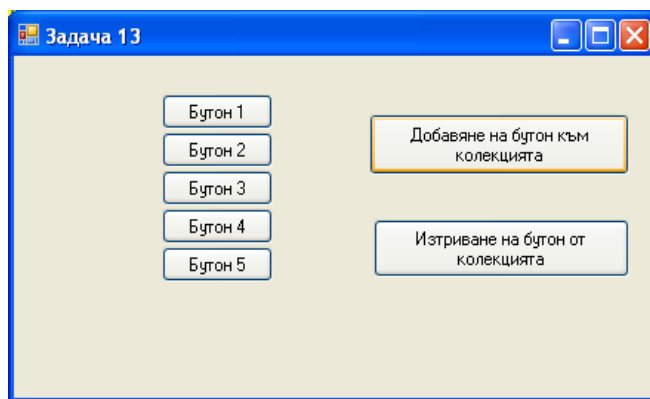 Задача 13
Бутон 1
Бутон 2
Бутон 3
Бутон 4
Бутон 5
Добавяне на бутон към
колекцията
Изтриване на бутон от
колекцията